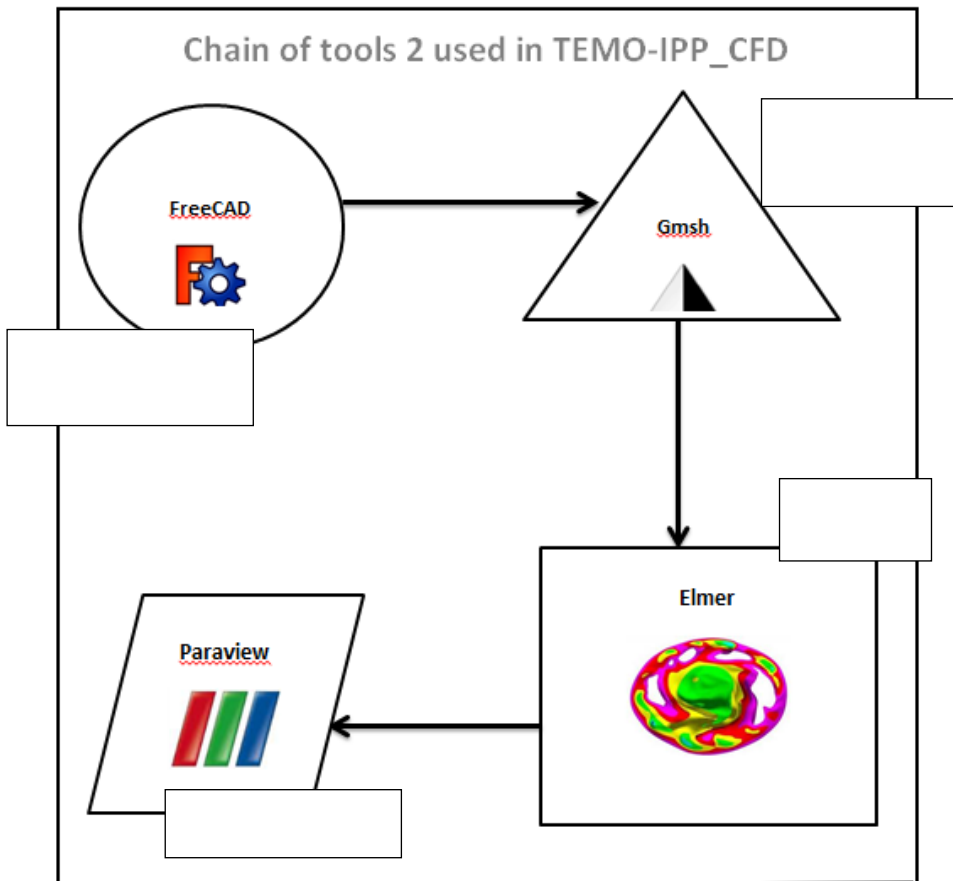 Chain of tools 2 used in TEMO-IPP_CFD
FreeCAD
Gmsh
Elmer
Paraview